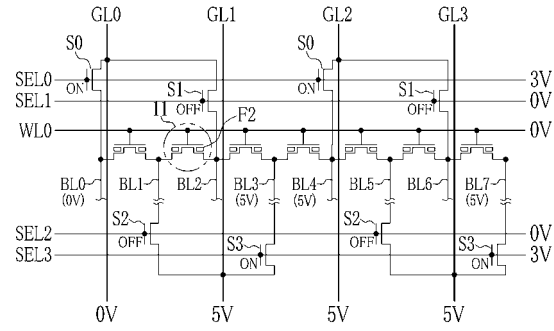 GL0 GL1 GL2 GL3
S0 S0
SEL0 ON ON 3V
S1 S1
SEL1 OFF OFF 0V
11 F2
WL0 0V
BL0 BL1 BL2 BL3 BL4 BL5 BL6 BL7
(0V) (5V) (5V) (5V)
S2 S2
SEL2 OFF S3 OFF S3 0V
SEL3 ON ON 3V
0V 5V 5V 5V